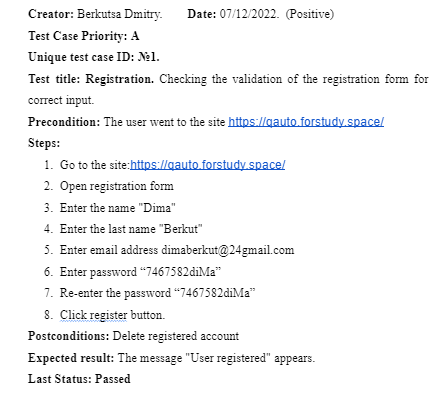 Creator: Berkutsa Dmitry. Date: 07/12/2022. (Positive)
Test Case Priority: A
Unique test case ID: №1.
Test title: Registration. Checking the validation of the registration form for
correct input.
Precondition: The user went to the site https://qauto.forstudy.space/
Steps:
1. Go to the site:https://qauto.forstudy.space/
2. Open registration form
3. Enter the name "Dima"
4. Enter the last name "Berkut"
5. Enter email address dimaberkut@24gmail.com
6. Enter password “7467582diMa”
7. Re-enter the password “7467582diMa”
8. Click register button.
Postconditions: Delete registered account
Expected result: The message "User registered" appears.
Last Status: Passed